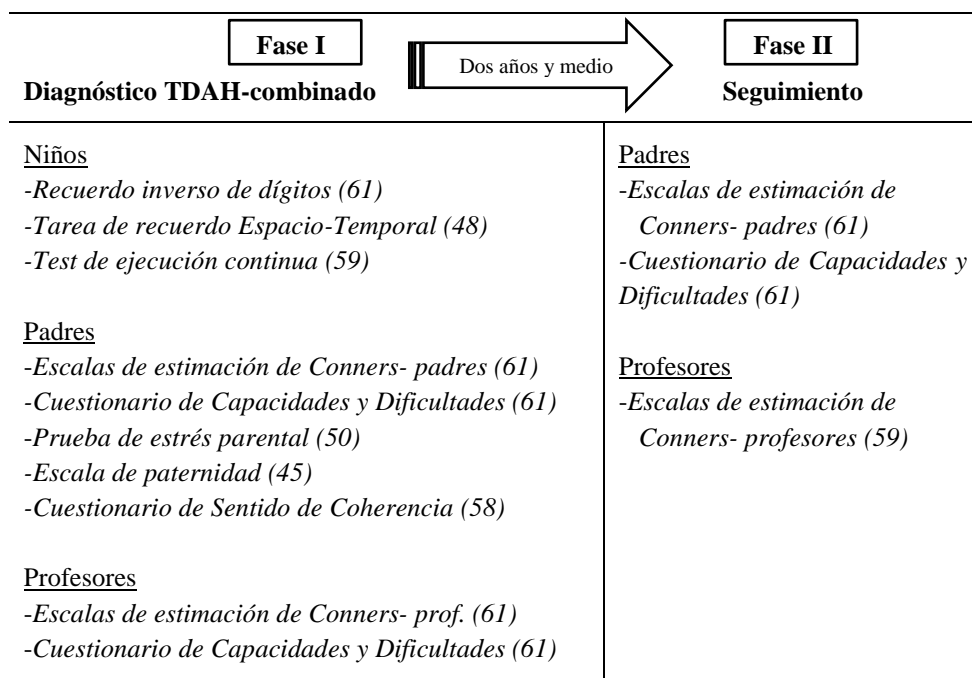 Fase I
Dos años y medio
Fase II
Diagnóstico TDAH-combinado
Seguimiento
Niños
-Recuerdo inverso de dígitos (61)
-Tarea de recuerdo Espacio-Temporal (48)
-Test de ejecución continua (59)
Padres
-Escalas de estimación de Conners- padres (61)
-Cuestionario de Capacidades y Dificultades (61)
-Prueba de estrés parental (50)
-Escala de paternidad (45)
-Cuestionario de Sentido de Coherencia (58)
Profesores
-Escalas de estimación de Conners- prof. (61)
-Cuestionario de Capacidades y Dificultades (61)
Padres
-Escalas de estimación de
Conners- padres (61)
-Cuestionario de Capacidades y
Dificultades (61)
Profesores
-Escalas de estimación de
Conners- profesores (59)